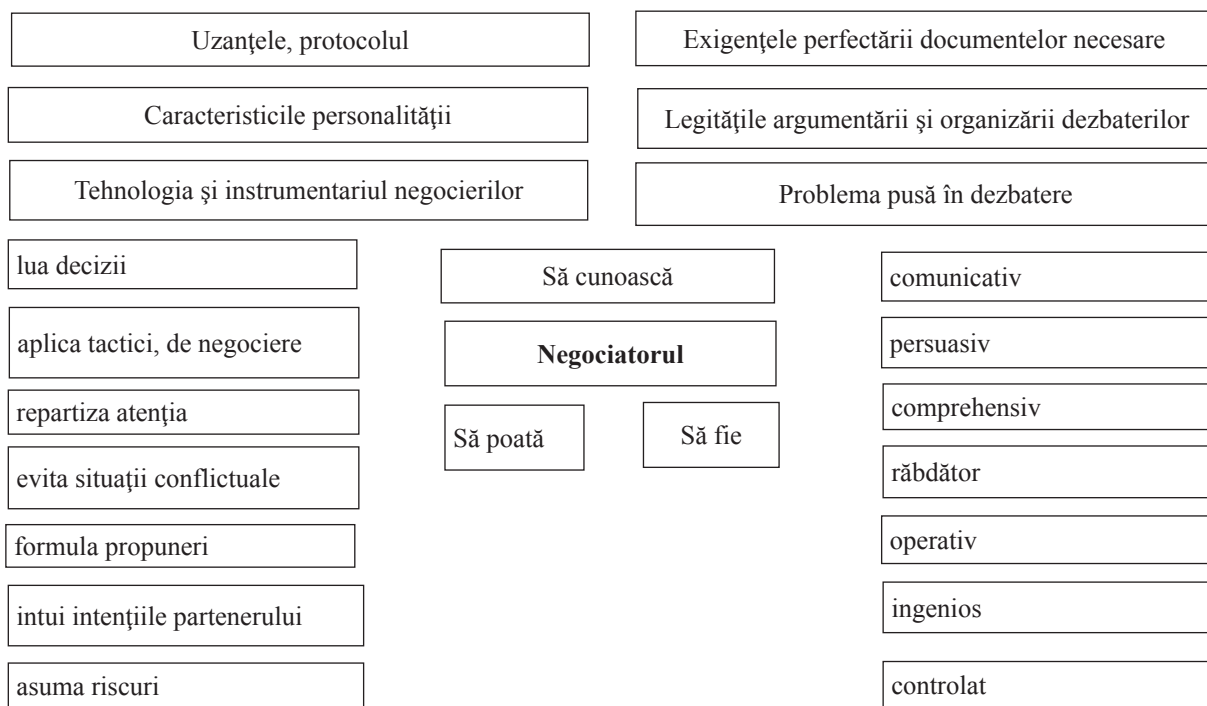 Uzanţele, protocolul
Exigenţele perfectării documentelor necesare
Caracteristicile personalităţii
Legităţile argumentării şi organizării dezbaterilor
Tehnologia şi instrumentariul negocierilor
Problema pusă în dezbatere
lua decizii
aplica tactici, de negociere
repartiza atenţia
evita situaţii conflictuale
formula propuneri
intui intenţiile partenerului
asuma riscuri
Să cunoască
Negociatorul
Să poată
Să fie
comunicativ
persuasiv
comprehensiv
răbdător
operativ
ingenios
controlat